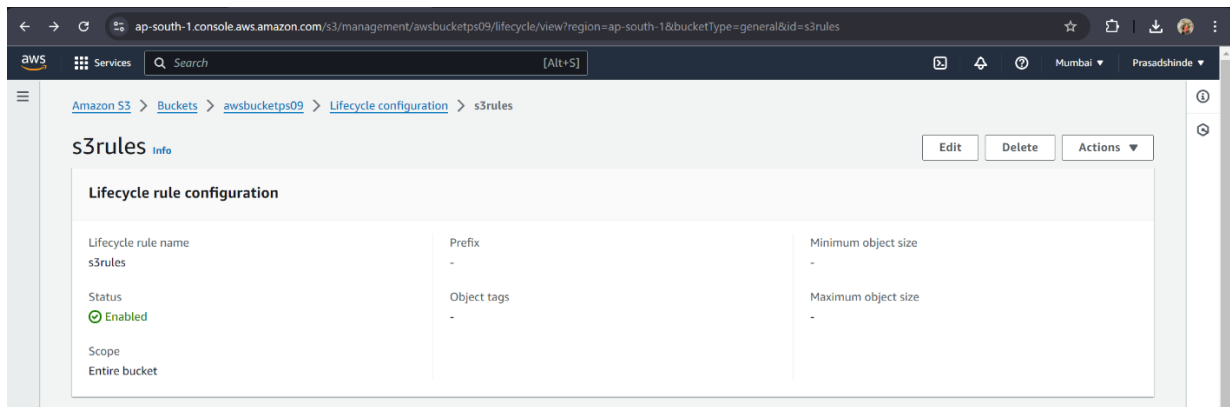 ap-south-1.console.aws.amazon.com/s3/management/awsbucketps09/lifecycle/view?region=ap-south-1&bucketType=general&id=s3rules
aws Services Search [Alt+S] Mumbai Prasadshinde
Amazon S3 > Buckets > awsbucketps09 > Lifecycle configuration > s3rules
s3rules Info Edit Delete Actions
Lifecycle rule configuration
Lifecycle rule name Prefix Minimum object size
s3rules - -
Status Object tags Maximum object size
Enabled - -
Scope
Entire bucket